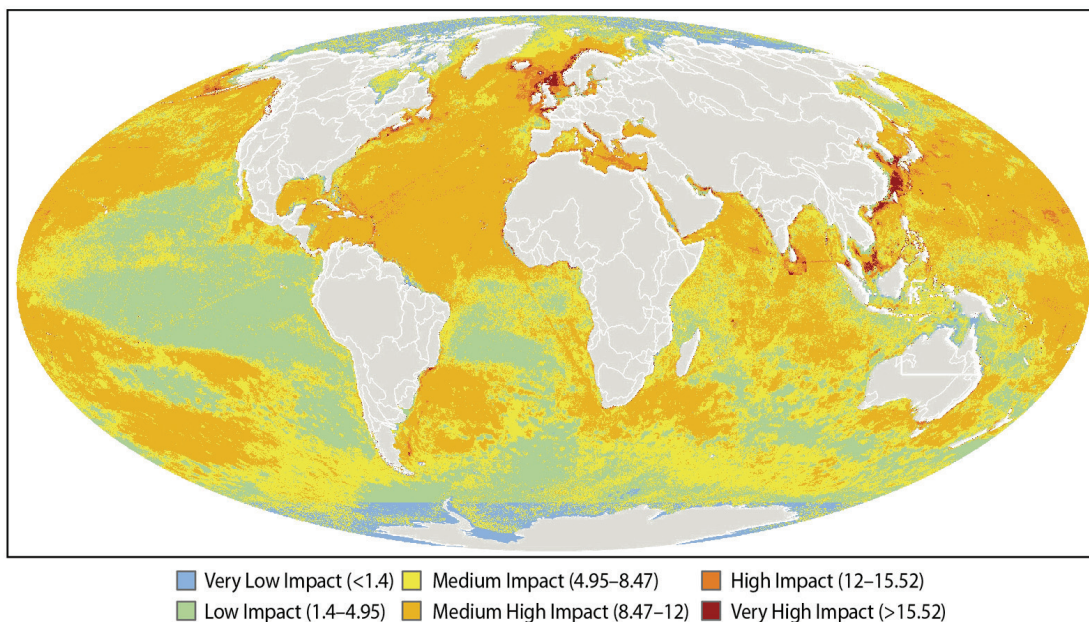 Very Low Impact (<1.4)
Medium Impact (4.95–8.47)
High Impact (12–15.52)
Low Impact (1.4–4.95)
Medium High Impact (8.47–12)
Very High Impact (>15.52)